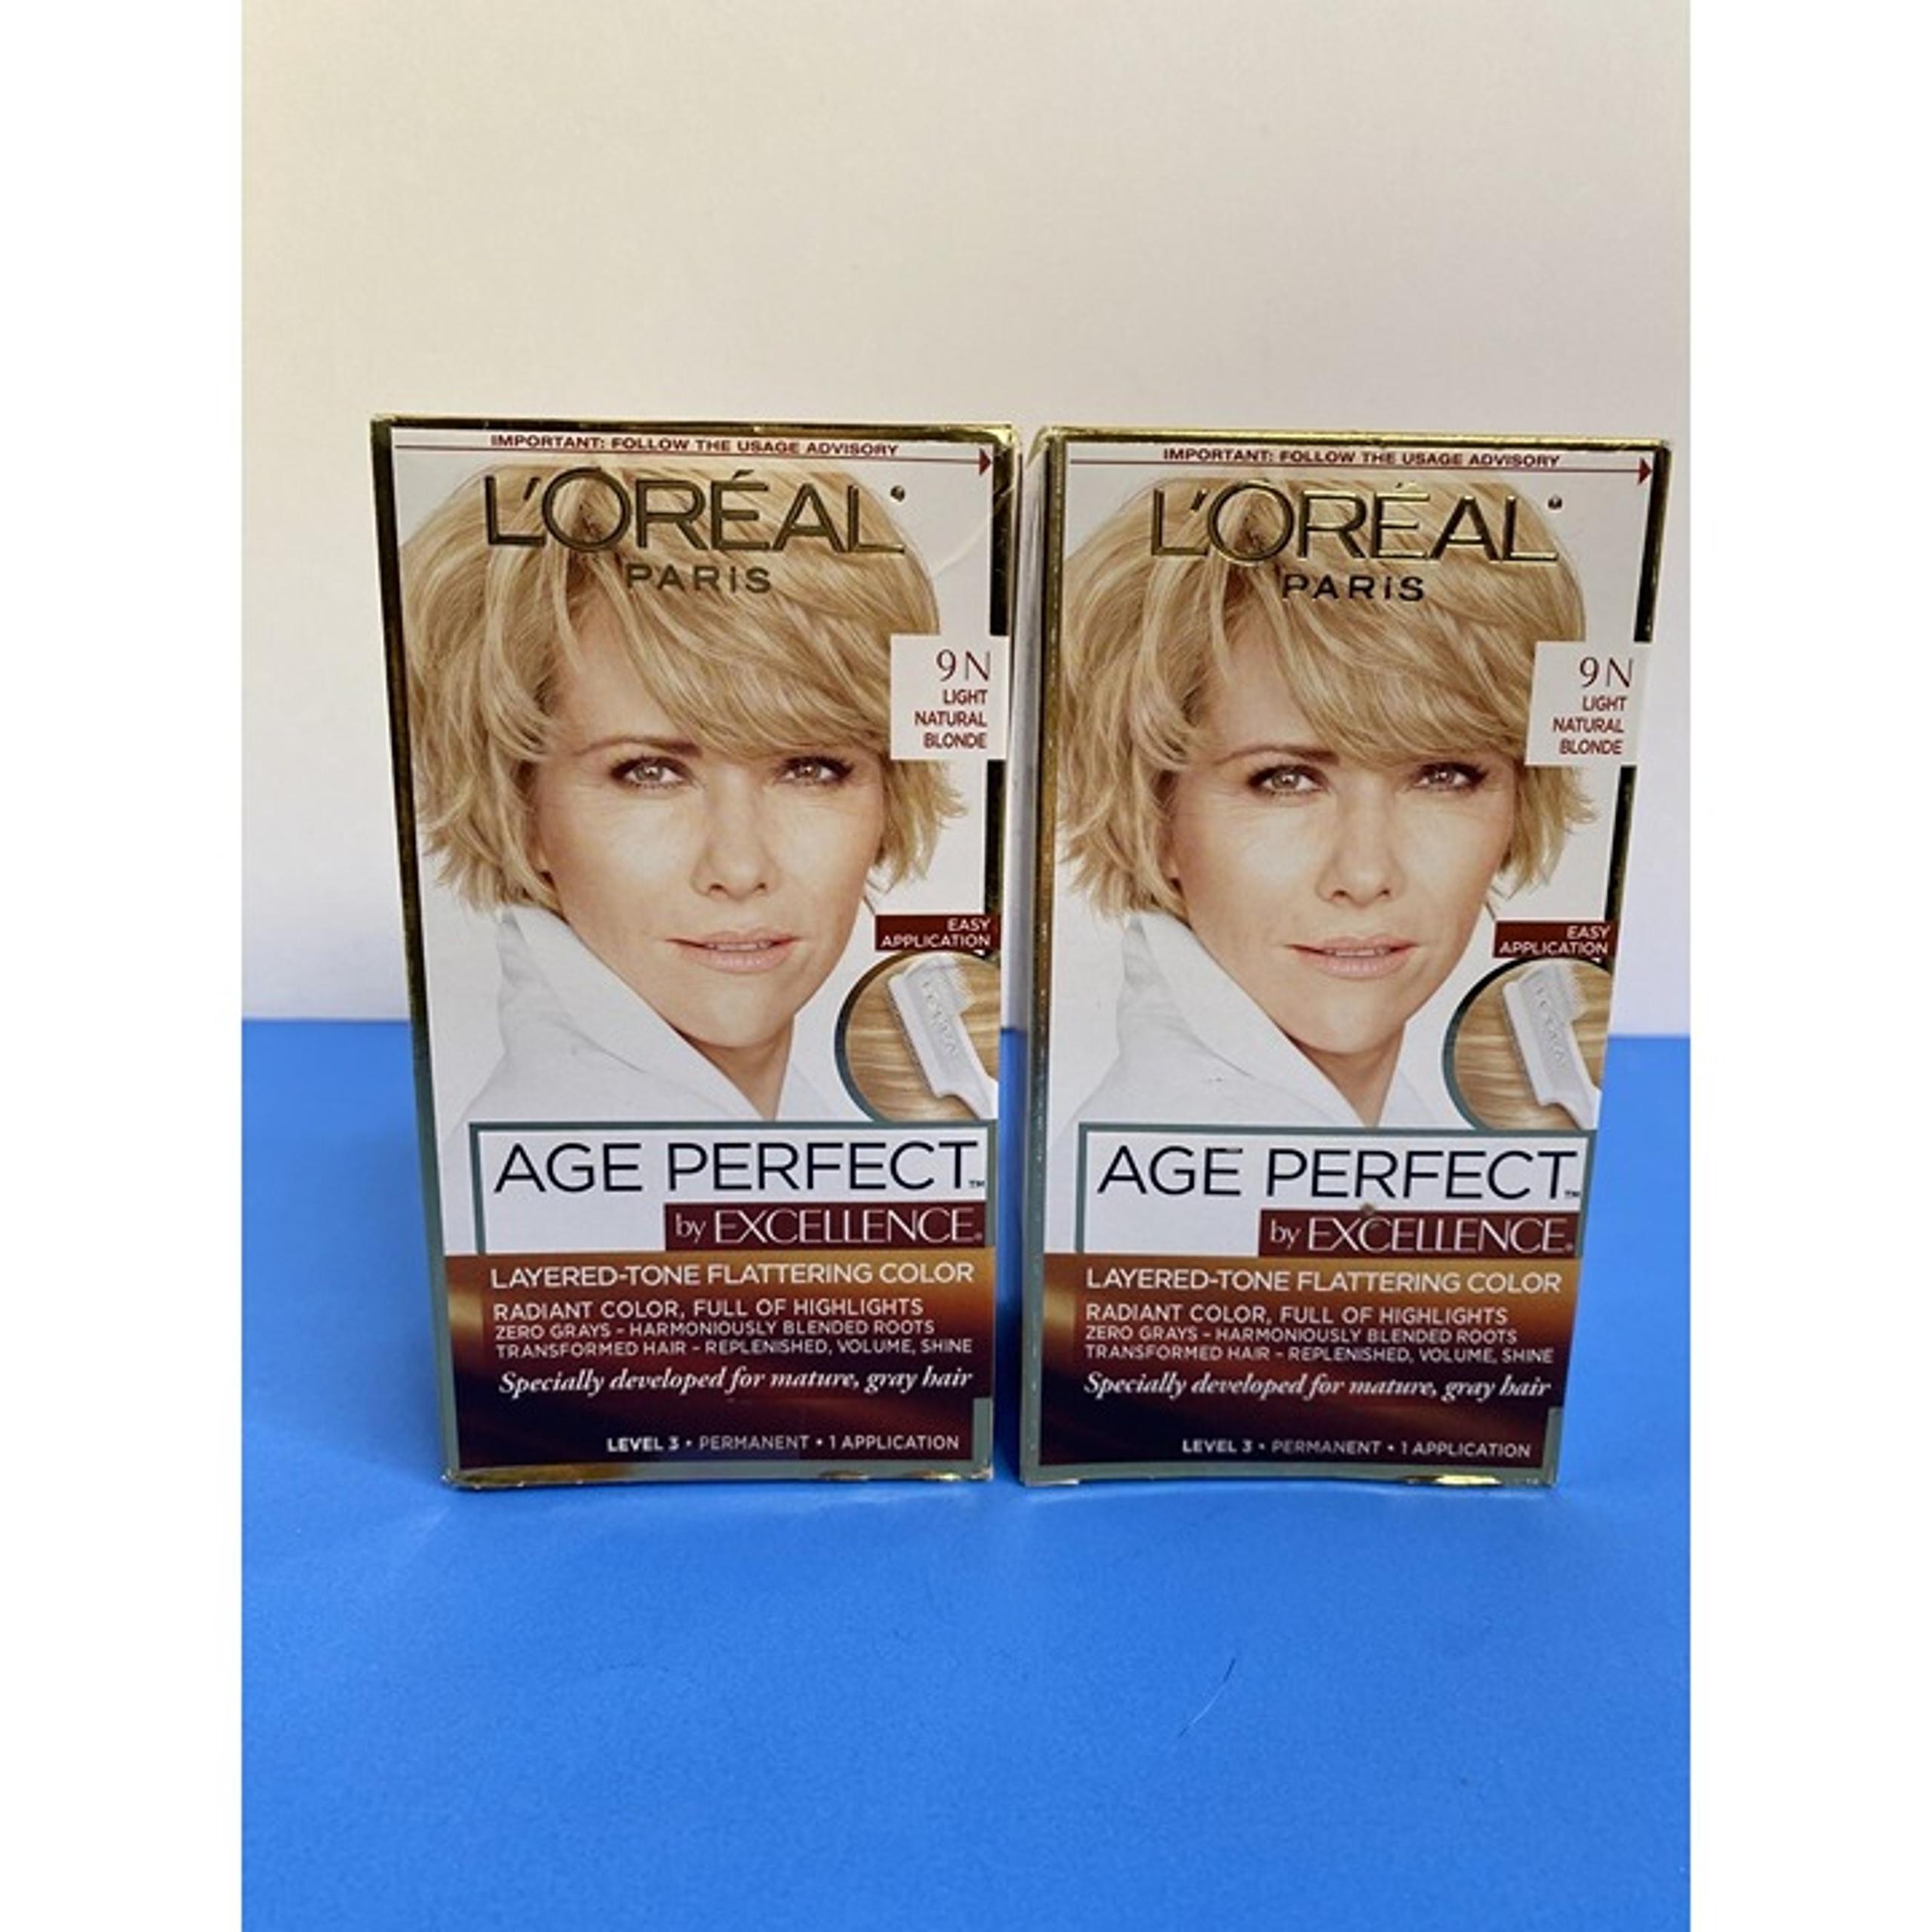 IMPORTANT: FOLLOW THE USAGE ADVISORY
L'ORÉAL
PARIS
9N
LIGHT
NATURAL
BLONDE
EASY
APPLICATION
L'OREAL
AGE PERFECT™
by EXCELLENCE®
LAYERED-TONE FLATTERING COLOR
RADIANT COLOR, FULL OF HIGHLIGHTS
ZERO GRAYS – HARMONIOUSLY BLENDED ROOTS
TRANSFORMED HAIR – REPLENISHED, VOLUME, SHINE
Specially developed for mature, gray hair
LEVEL 3 • PERMANENT • 1 APPLICATION
IMPORTANT: FOLLOW THE USAGE ADVISORY
L'ORÉAL
PARIS
9N
LIGHT
NATURAL
BLONDE
EASY
APPLICATION
L'OREAL
AGE PERFECT™
by EXCELLENCE®
LAYERED-TONE FLATTERING COLOR
RADIANT COLOR, FULL OF HIGHLIGHTS
ZERO GRAYS – HARMONIOUSLY BLENDED ROOTS
TRANSFORMED HAIR – REPLENISHED, VOLUME, SHINE
Specially developed for mature, gray hair
LEVEL 3 • PERMANENT • 1 APPLICATION